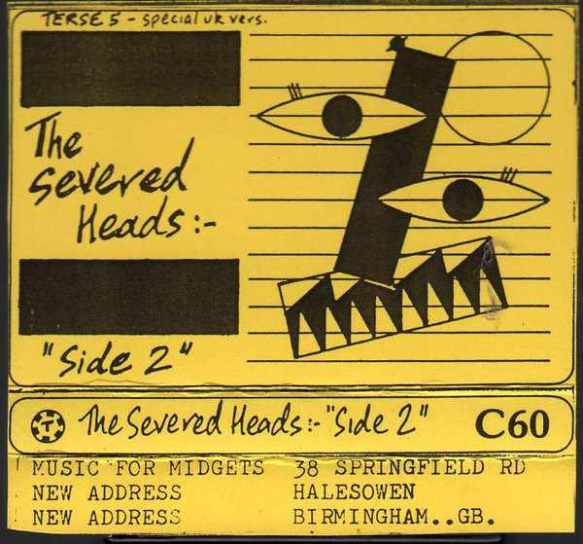 TERSE 5 - special uk vers.
The
Severed
Heads:-
"Side 2"
T The Severed Heads:- "Side 2" C60
MUSIC FOR MIDGETS 38 SPRINGFIELD RD
NEW ADDRESS HALESOWEN
NEW ADDRESS BIRMINGHAM..GB.